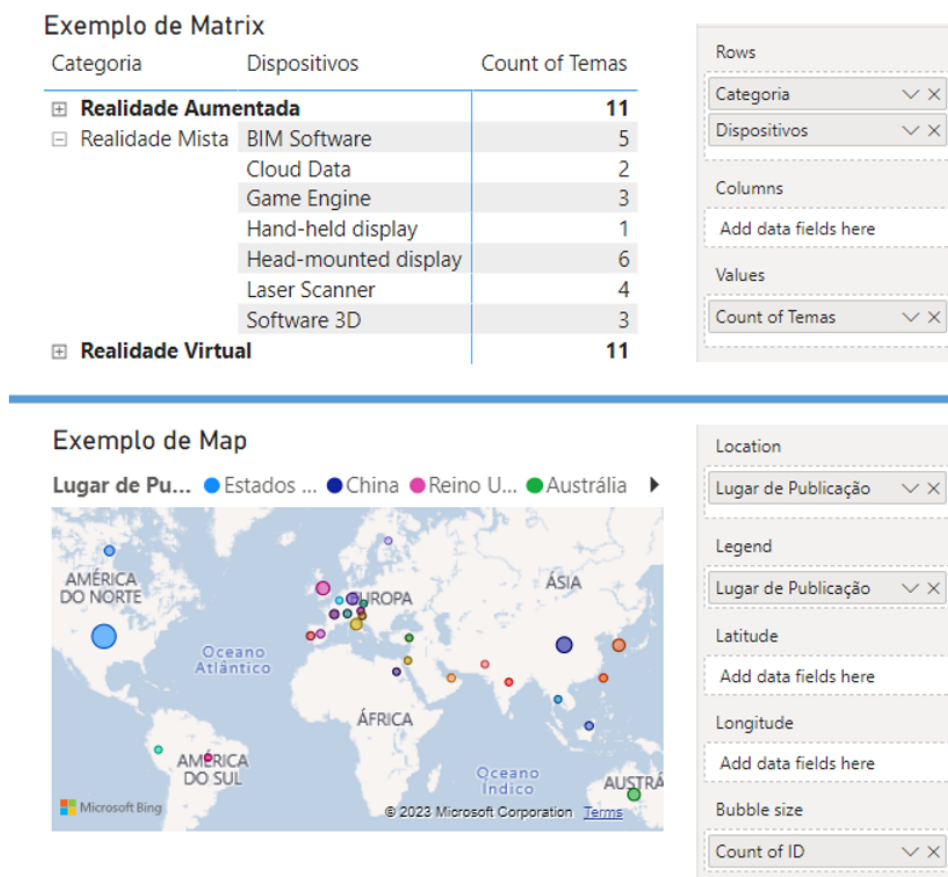 Exemplo de Matrix
Categoria Dispositivos Count of Temas
Realidade Aumentada 11
Realidade Mista BIM Software 5
Cloud Data 2
Game Engine 3
Hand-held display 1
Head-mounted display 6
Laser Scanner 4
Software 3D 3
Realidade Virtual 11
Rows
Categoria
Dispositivos
Columns
Add data fields here
Values
Count of Temas
Exemplo de Map
Lugar de Pu... Estados ... China Reino U... Austrália
AMÉRICA
DO NORTE
EUROPA
ÁSIA
Oceano
Atlântico
ÁFRICA
AMÉRICA
DO SUL
Oceano
Índico
AUSTRÁ
Microsoft Bing
© 2023 Microsoft Corporation Terms
Location
Lugar de Publicação
Legend
Lugar de Publicação
Latitude
Add data fields here
Longitude
Add data fields here
Bubble size
Count of ID